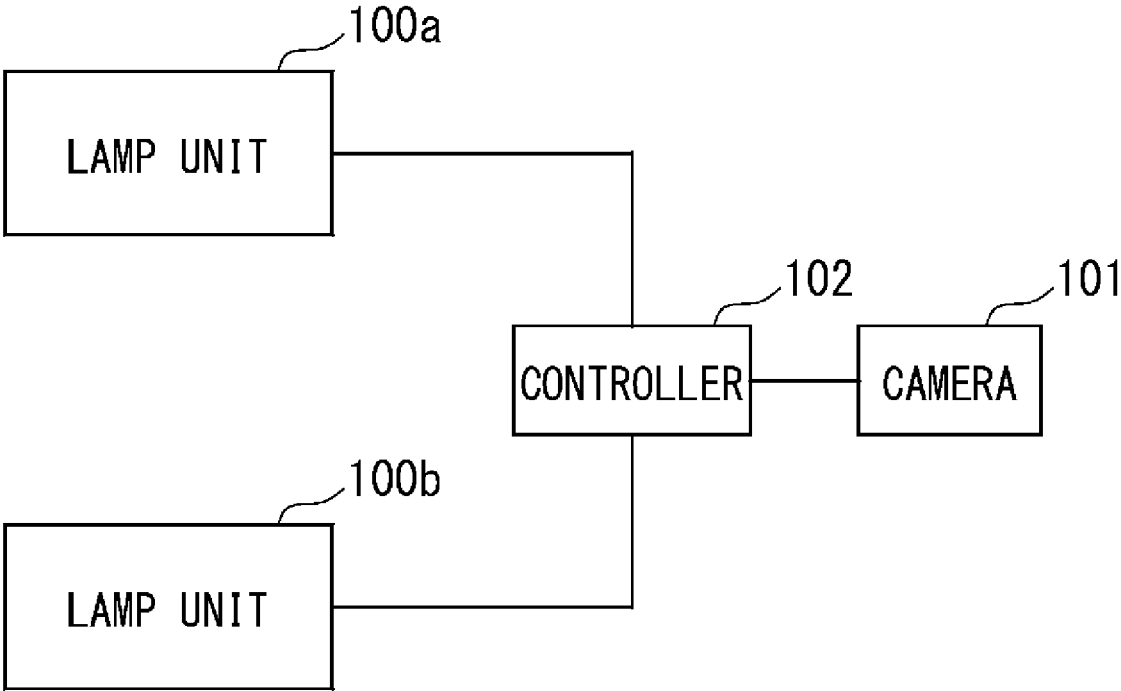 100a
LAMP UNIT
102
101
CONTROLLER
CAMERA
100b
LAMP UNIT